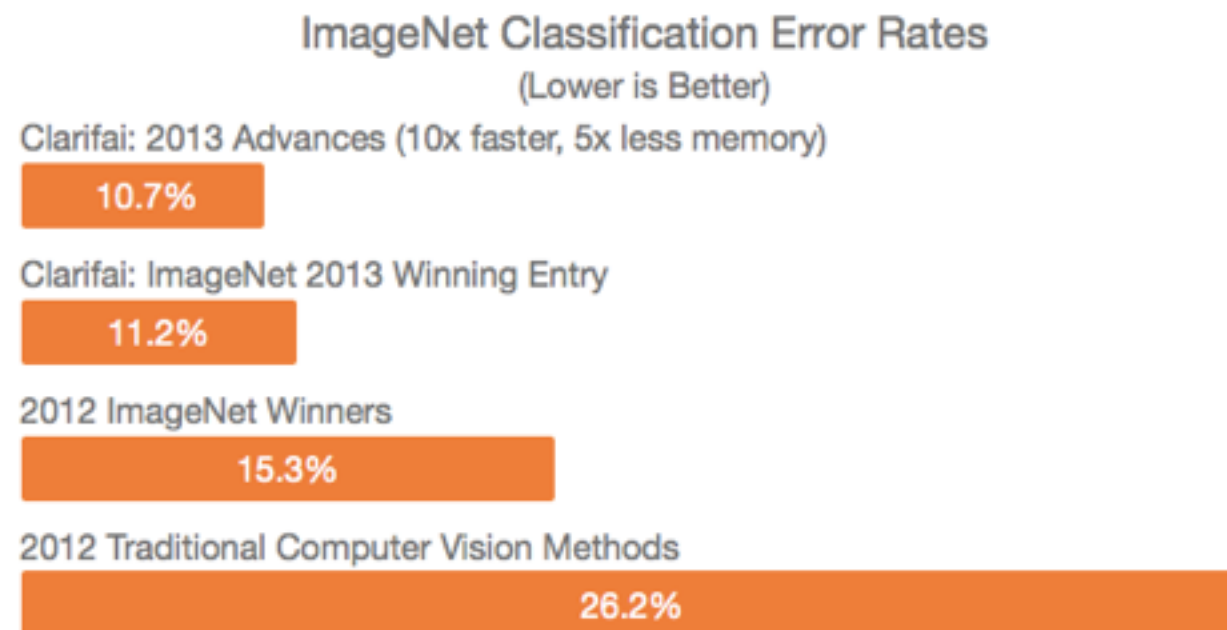 ImageNet Classification Error Rates
(Lower is Better)
Clarifai: 2013 Advances (10x faster, 5x less memory)
10.7%
Clarifai: ImageNet 2013 Winning Entry
11.2%
2012 ImageNet Winners
15.3%
2012 Traditional Computer Vision Methods
26.2%